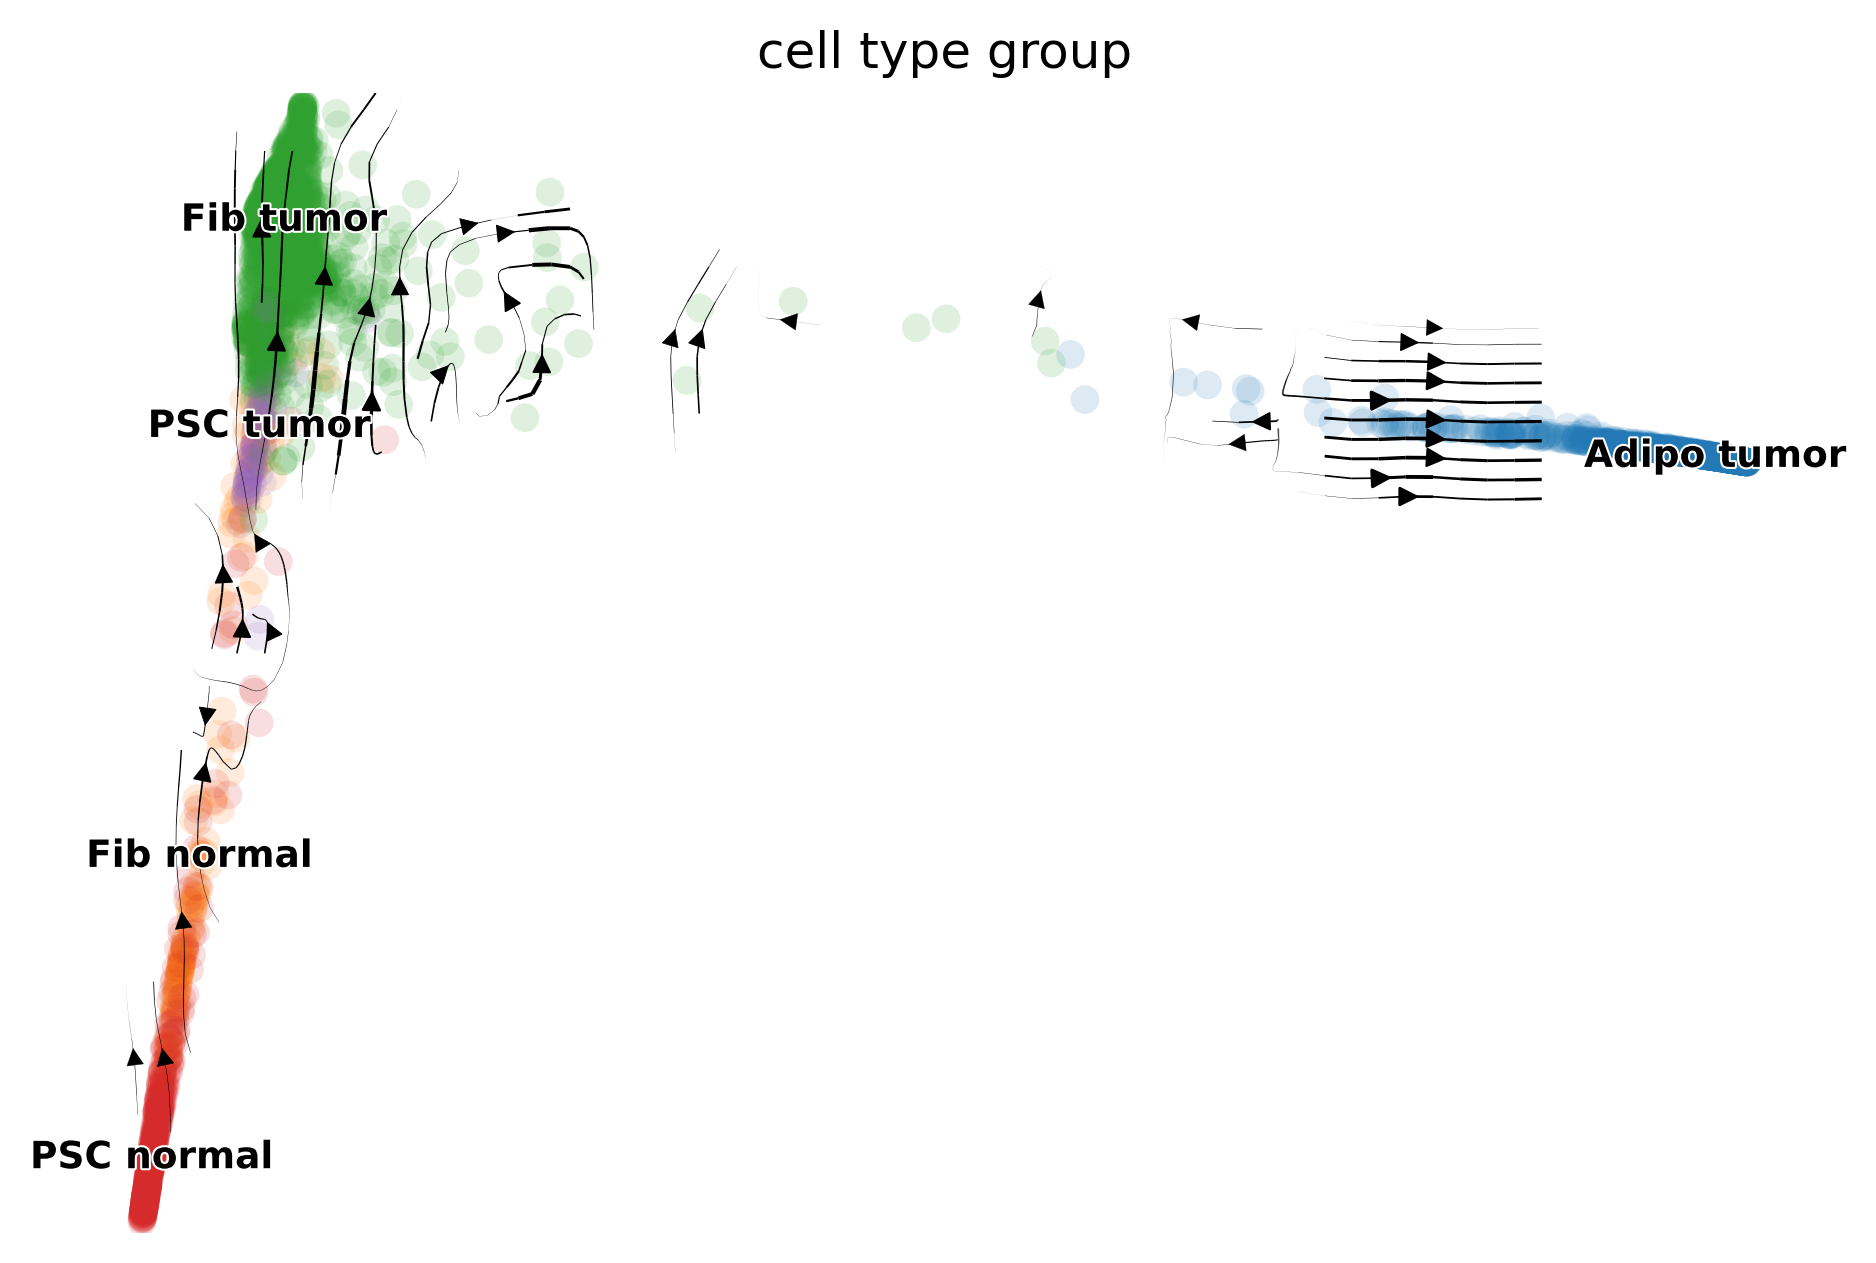 cell type group
Fib tumor
PSC tumor
Adipo tumor
Fib normal
PSC normal